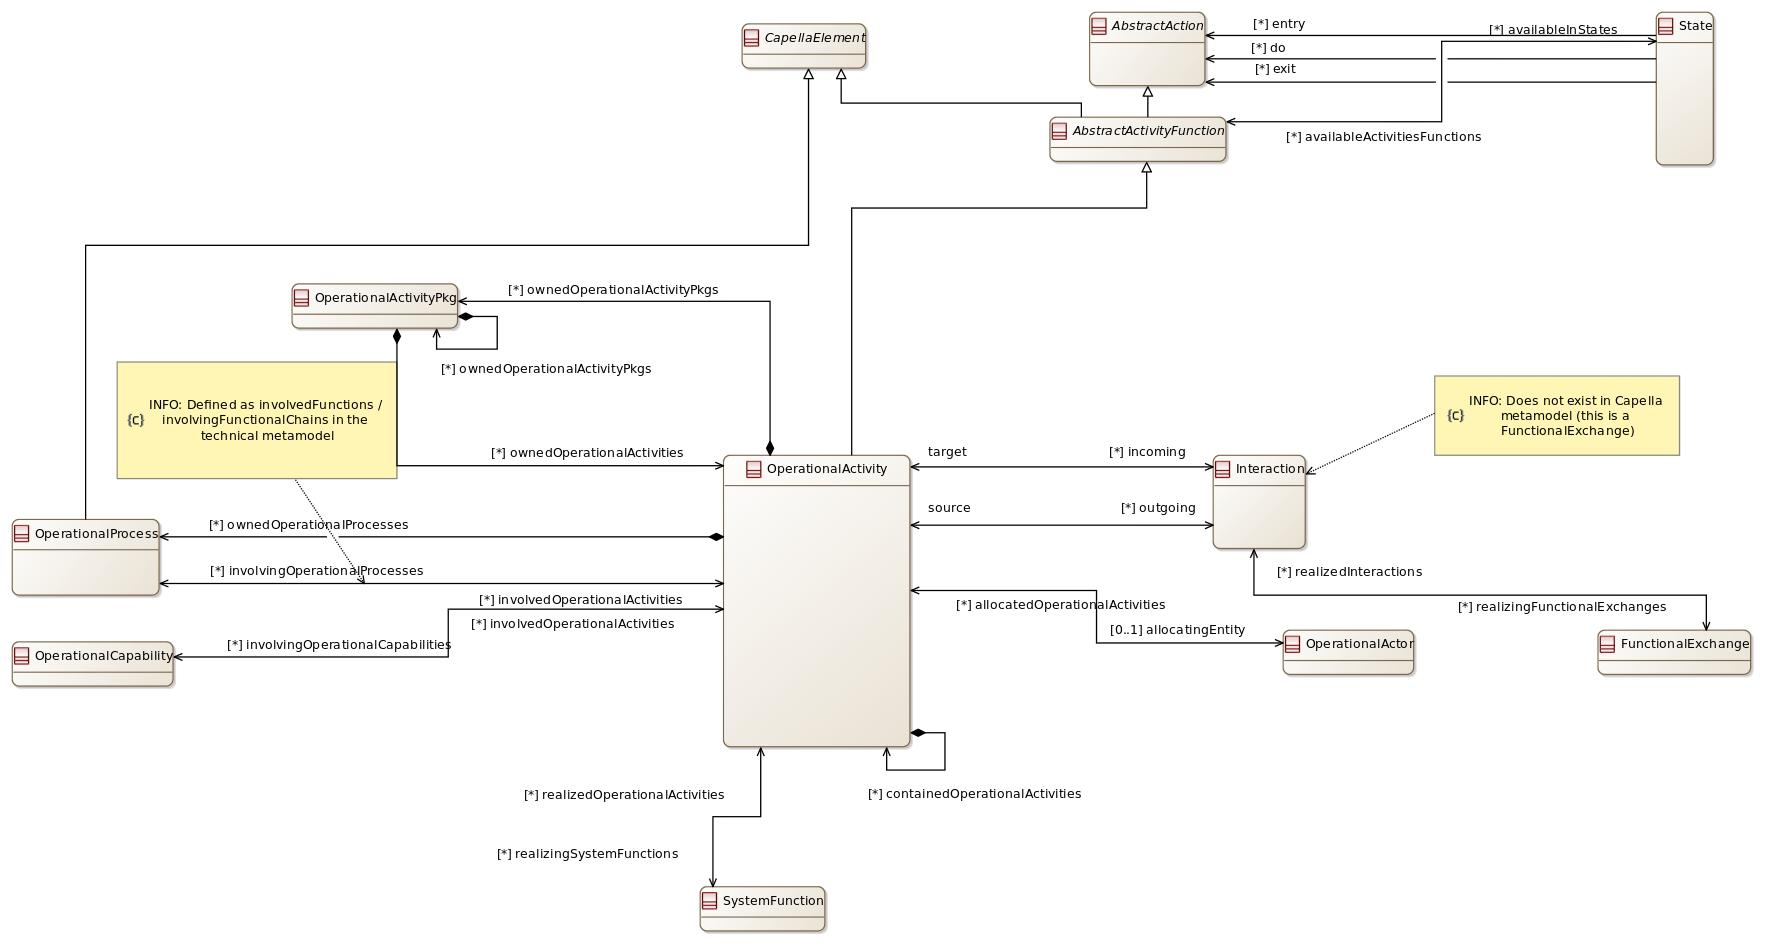 CapellaElement
AbstractAction
[*] entry
[*] availableInStates
State
[*] do
[*] exit
AbstractActivityFunction
[*] availableActivitiesFunctions
OperationalActivityPkg
[*] ownedOperationalActivityPkgs
[*] ownedOperationalActivityPkgs
INFO: Defined as involvedFunctions /
involvingFunctionalChains in the
technical metamodel
{c}
INFO: Does not exist in Capella
metamodel (this is a
FunctionalExchange)
{c}
[*] ownedOperationalActivities
OperationalActivity
target
[*] incoming
Interaction
source
[*] outgoing
OperationalProcess
[*] ownedOperationalProcesses
[*] involvingOperationalProcesses
[*] involvedOperationalActivities
[*] involvedOperationalActivities
[*] involvingOperationalCapabilities
OperationalCapability
[*] realizedInteractions
[*] realizingFunctionalExchanges
[*] allocatedOperationalActivities
[0..1] allocatingEntity
OperationalActor
FunctionalExchange
[*] realizedOperationalActivities
[*] containedOperationalActivities
[*] realizingSystemFunctions
SystemFunction